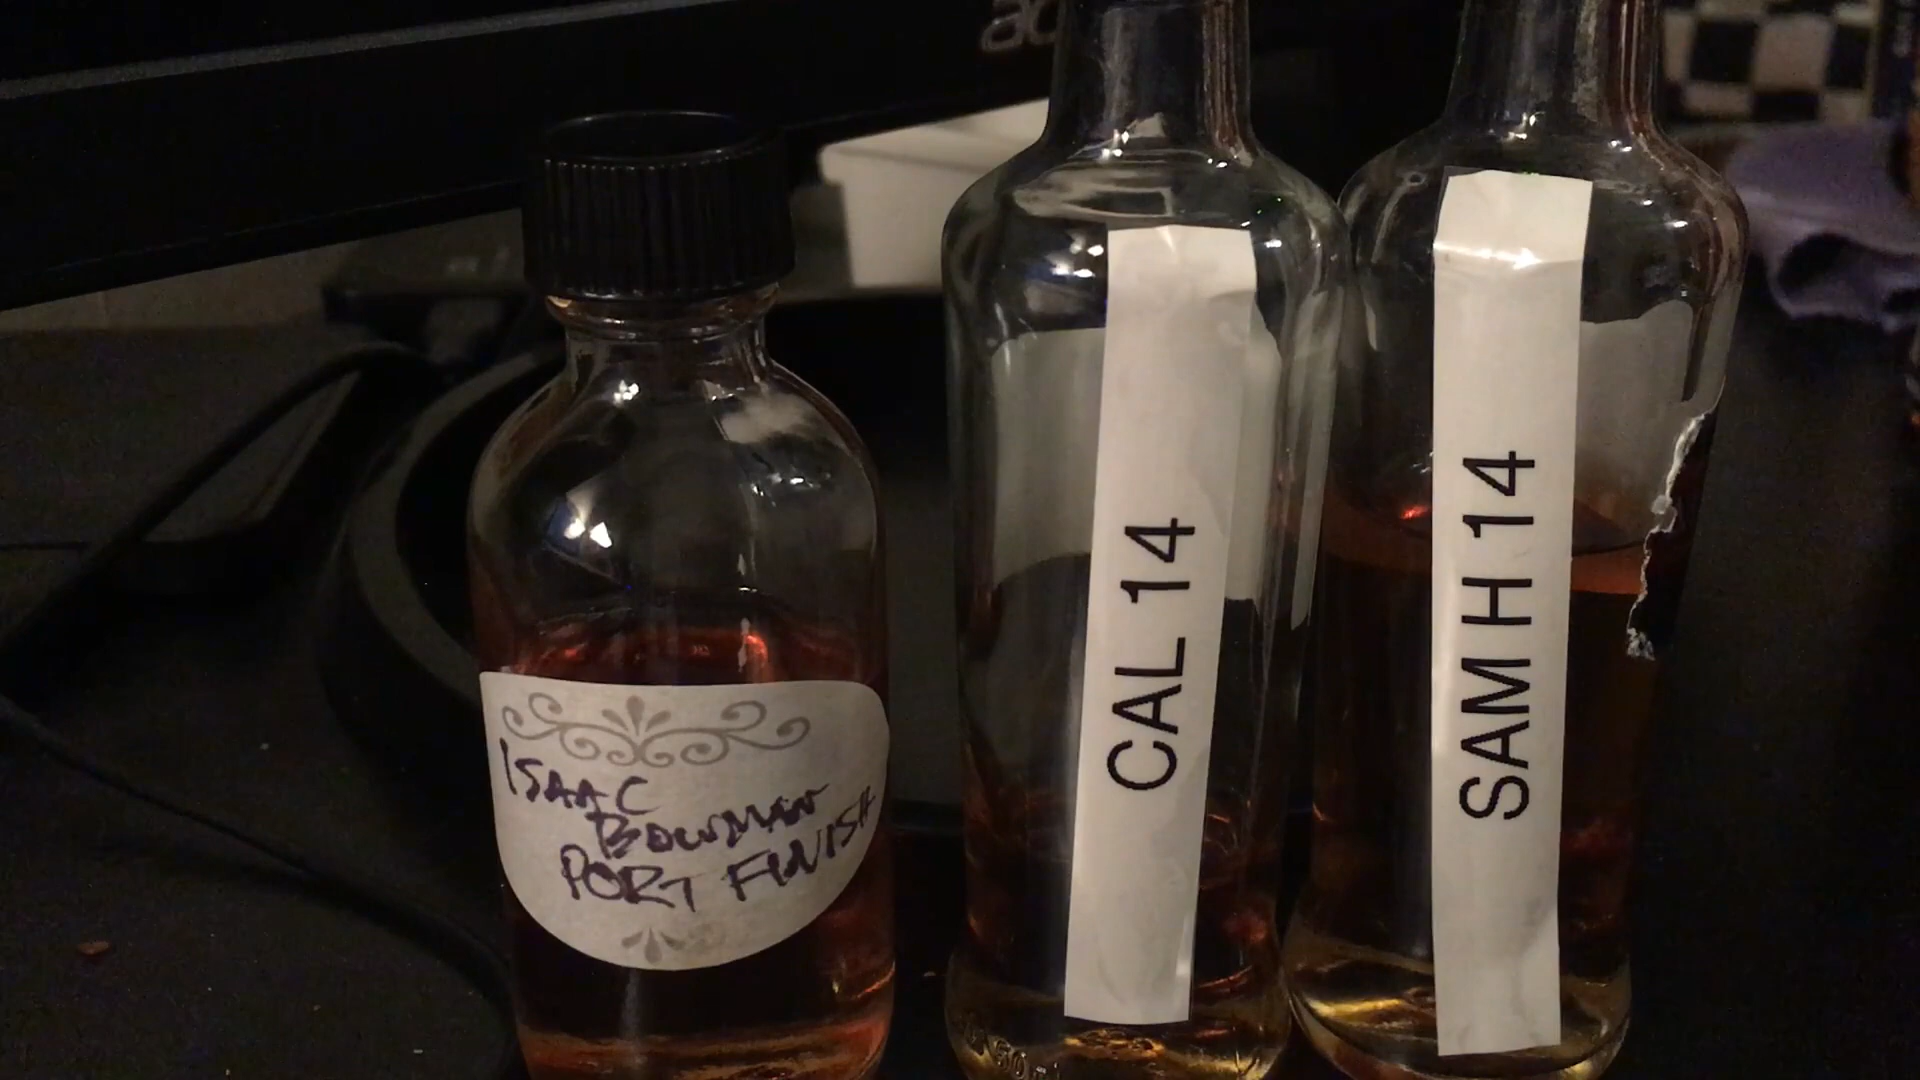 ISAAC
BOWMAN
PORT FINISH
CAL 14
SAM H 14